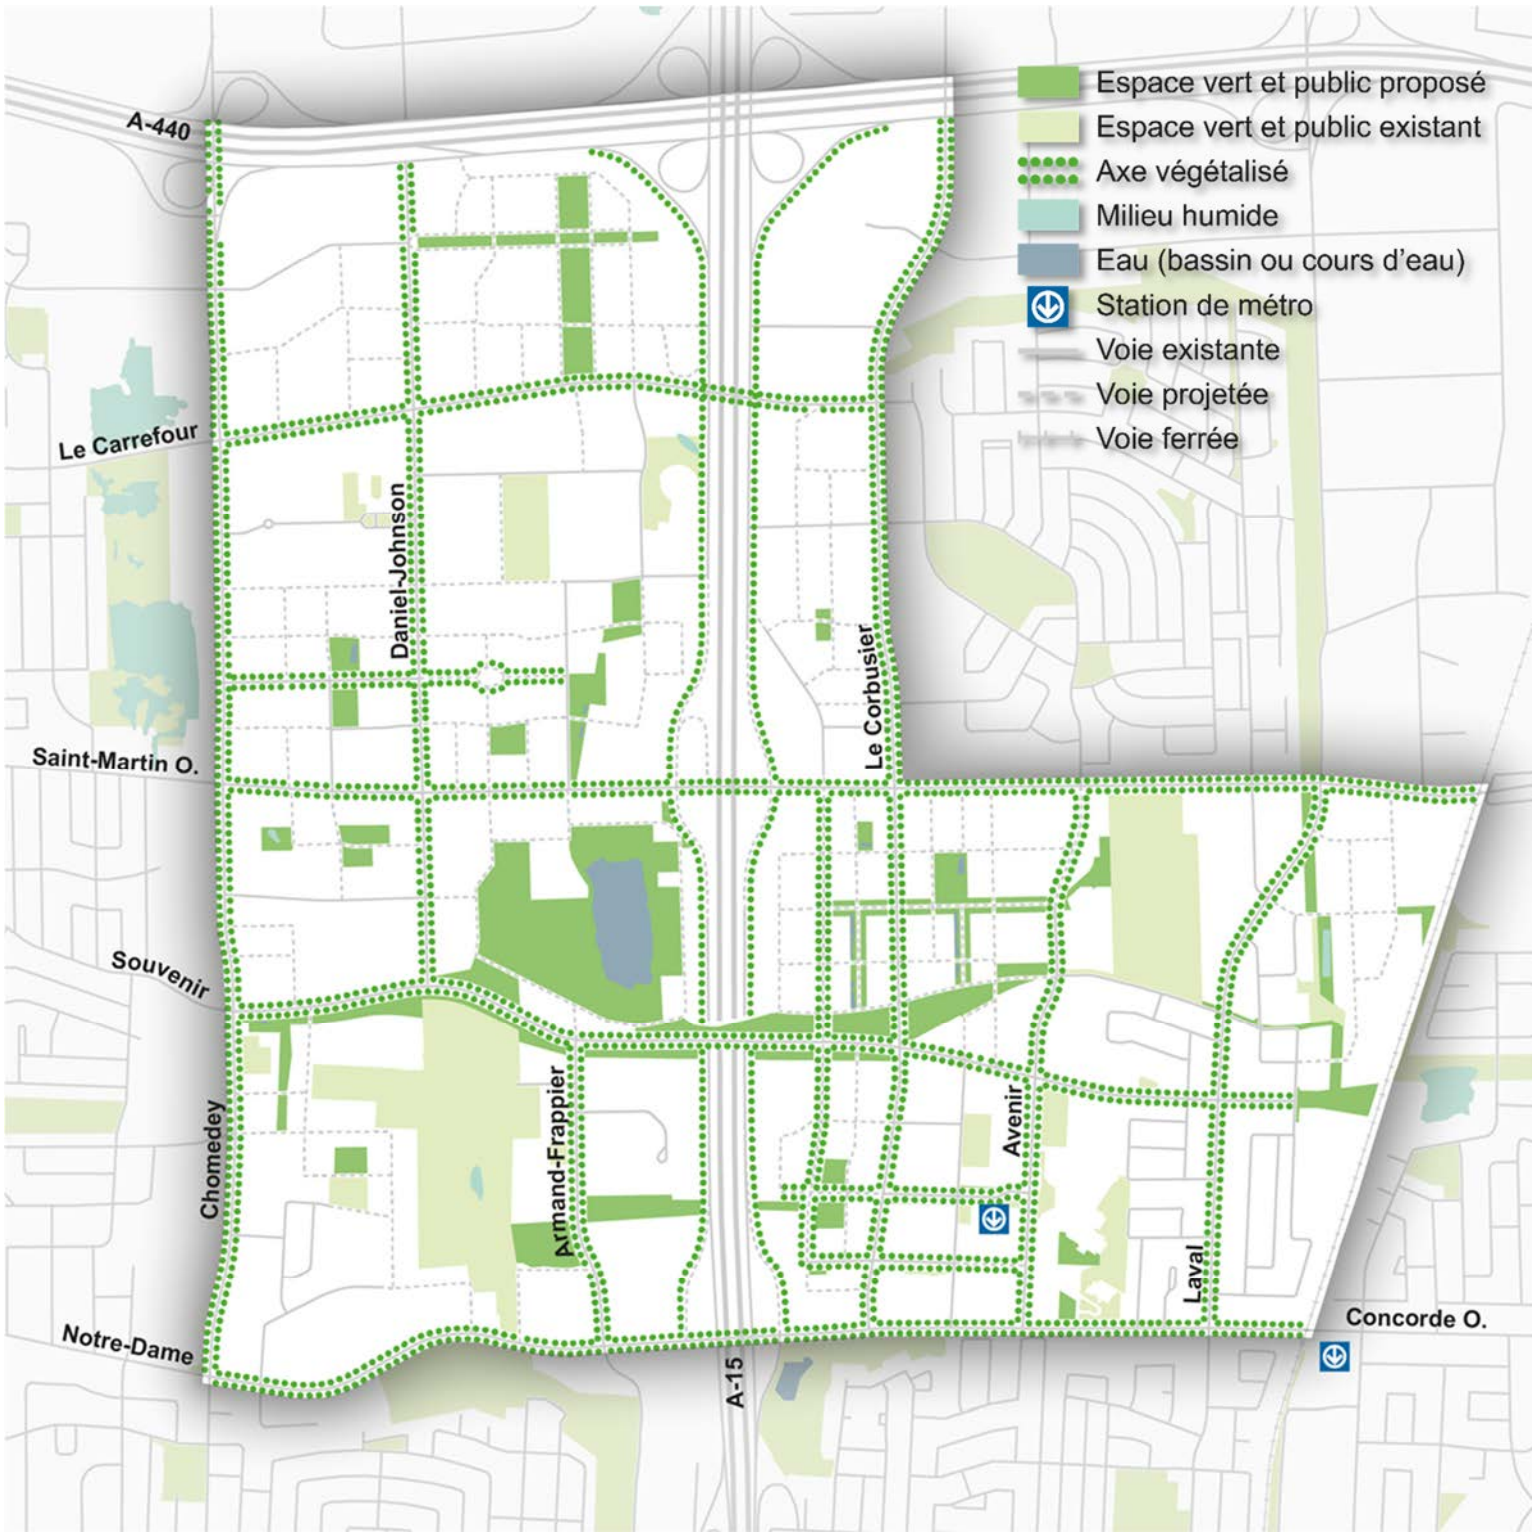 Espace vert et public proposé
Espace vert et public existant
Axe végétalisé
Milieu humide
Eau (bassin ou cours d'eau)
Station de métro
Voie existante
Voie projetée
Voie ferrée
A-440
Le Carrefour
Daniel-Johnson
Le Corbusier
Saint-Martin O.
Souvenir
Chomedey
Armand-Frappier
Avenir
Laval
Notre-Dame
Concorde O.
A-15